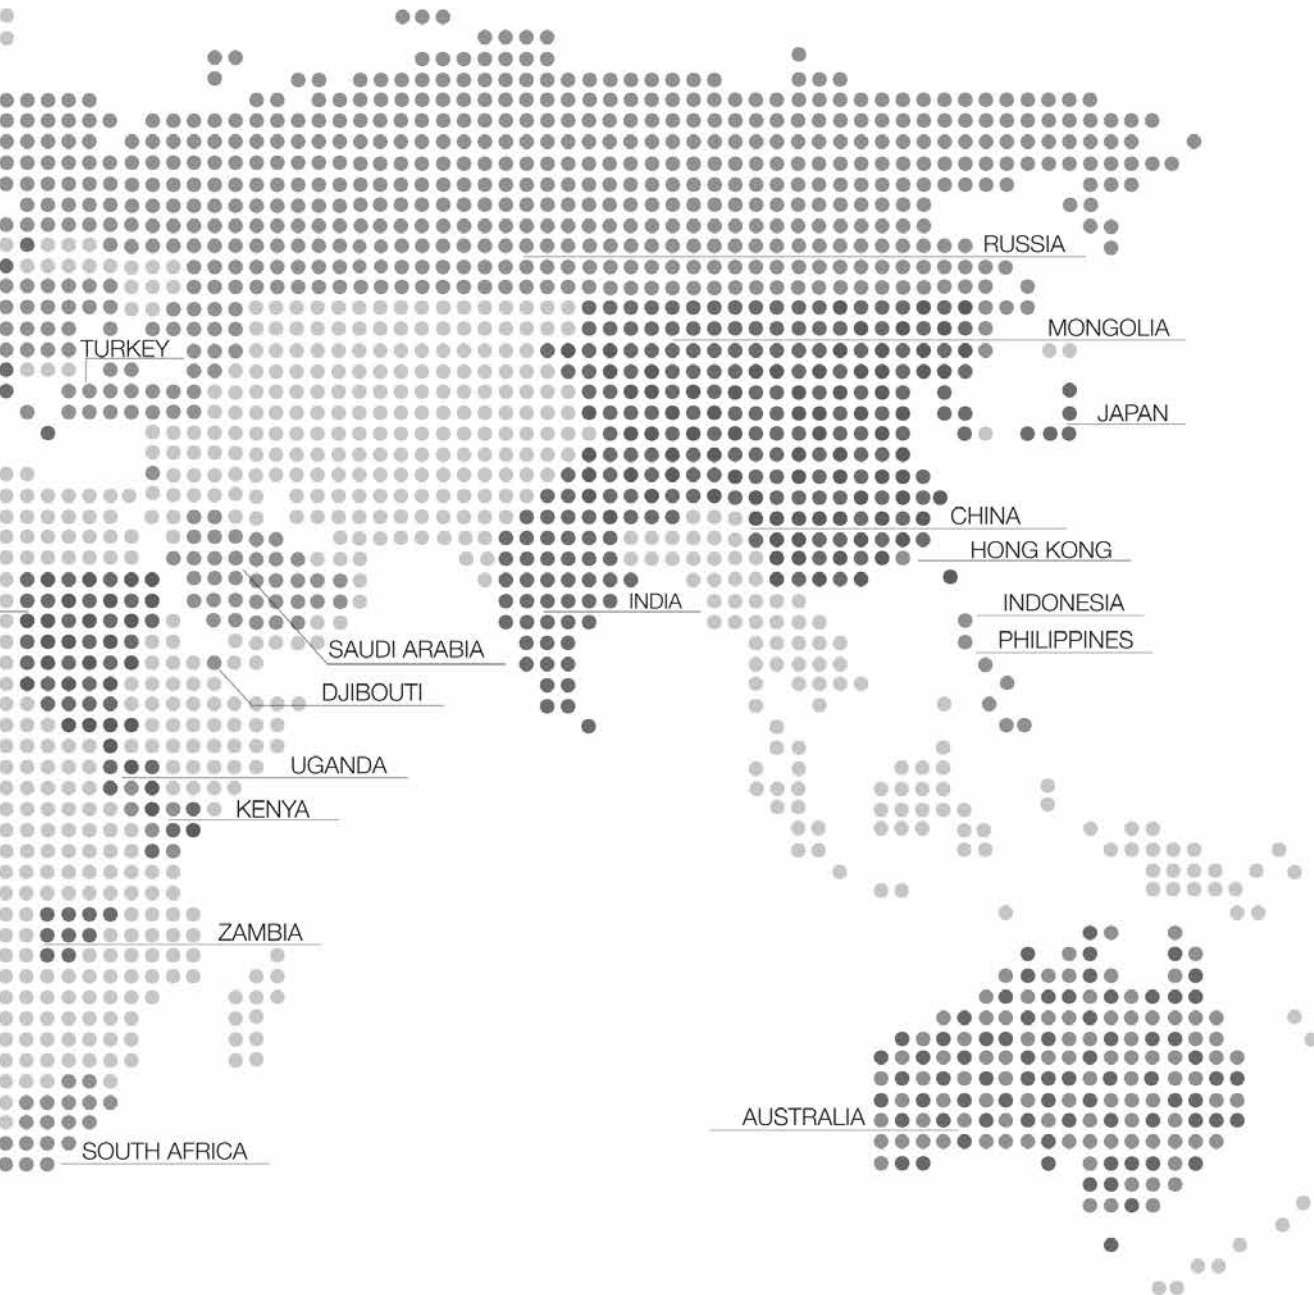 RUSSIA
MONGOLIA
TURKEY
JAPAN
CHINA
HONG KONG
INDIA
INDONESIA
PHILIPPINES
SAUDI ARABIA
DJIBOUTI
UGANDA
KENYA
ZAMBIA
AUSTRALIA
SOUTH AFRICA